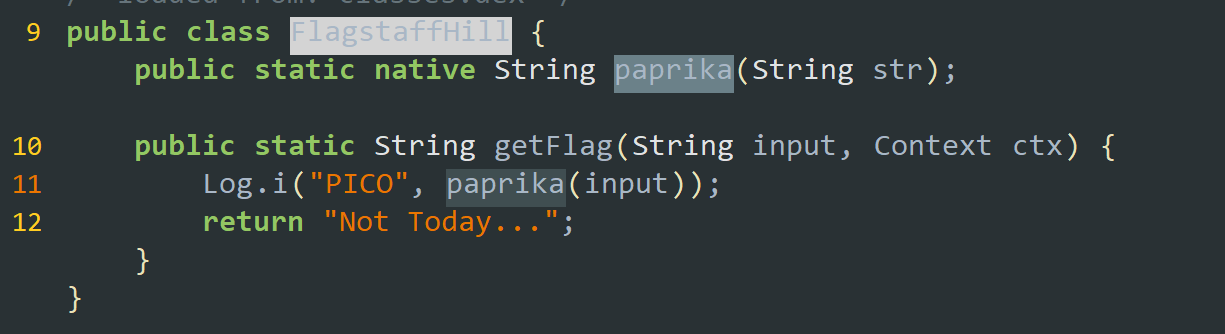 /* loaded from: classes.dex */
9 public class FlagstaffHill {
public static native String paprika(String str);
10 public static String getFlag(String input, Context ctx) {
11 Log.i("PICO", paprika(input));
12 return "Not Today...";
}
}